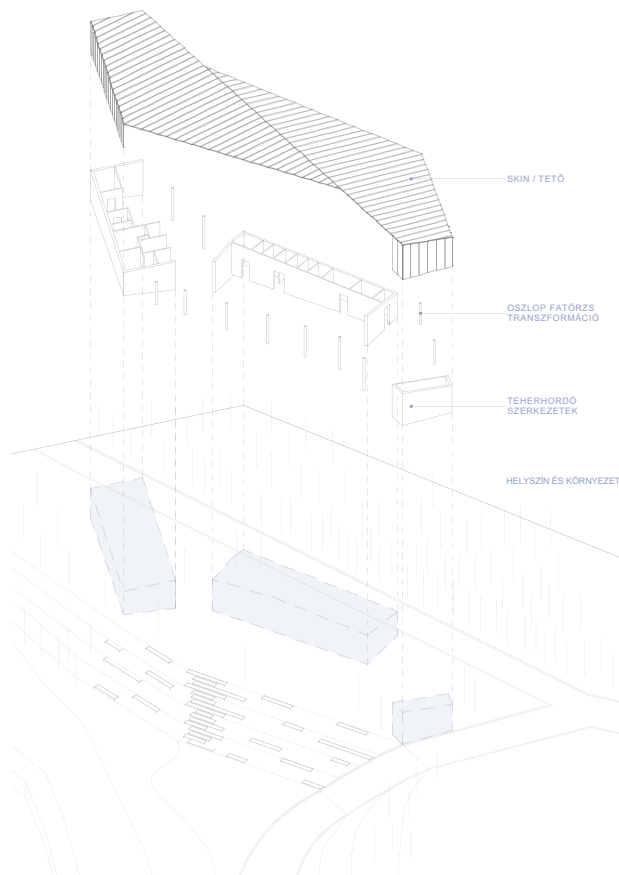 SKIN / TETŐ
OSZLOP FATÖRZS
TRANSZFORMÁCIÓ
TEHERHORDÓ
SZERKEZETEK
HELYSZÍN ÉS KÖRNYEZET